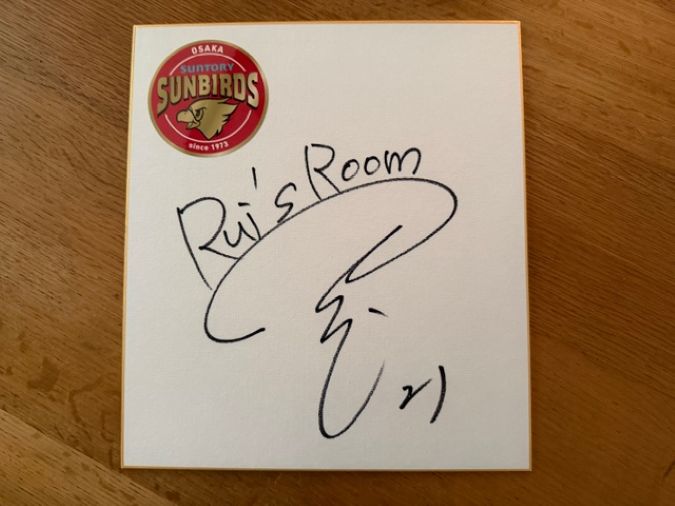 OSAKA
SUNTORY
SUNBIRDS
since 1973
Rui's Room
21